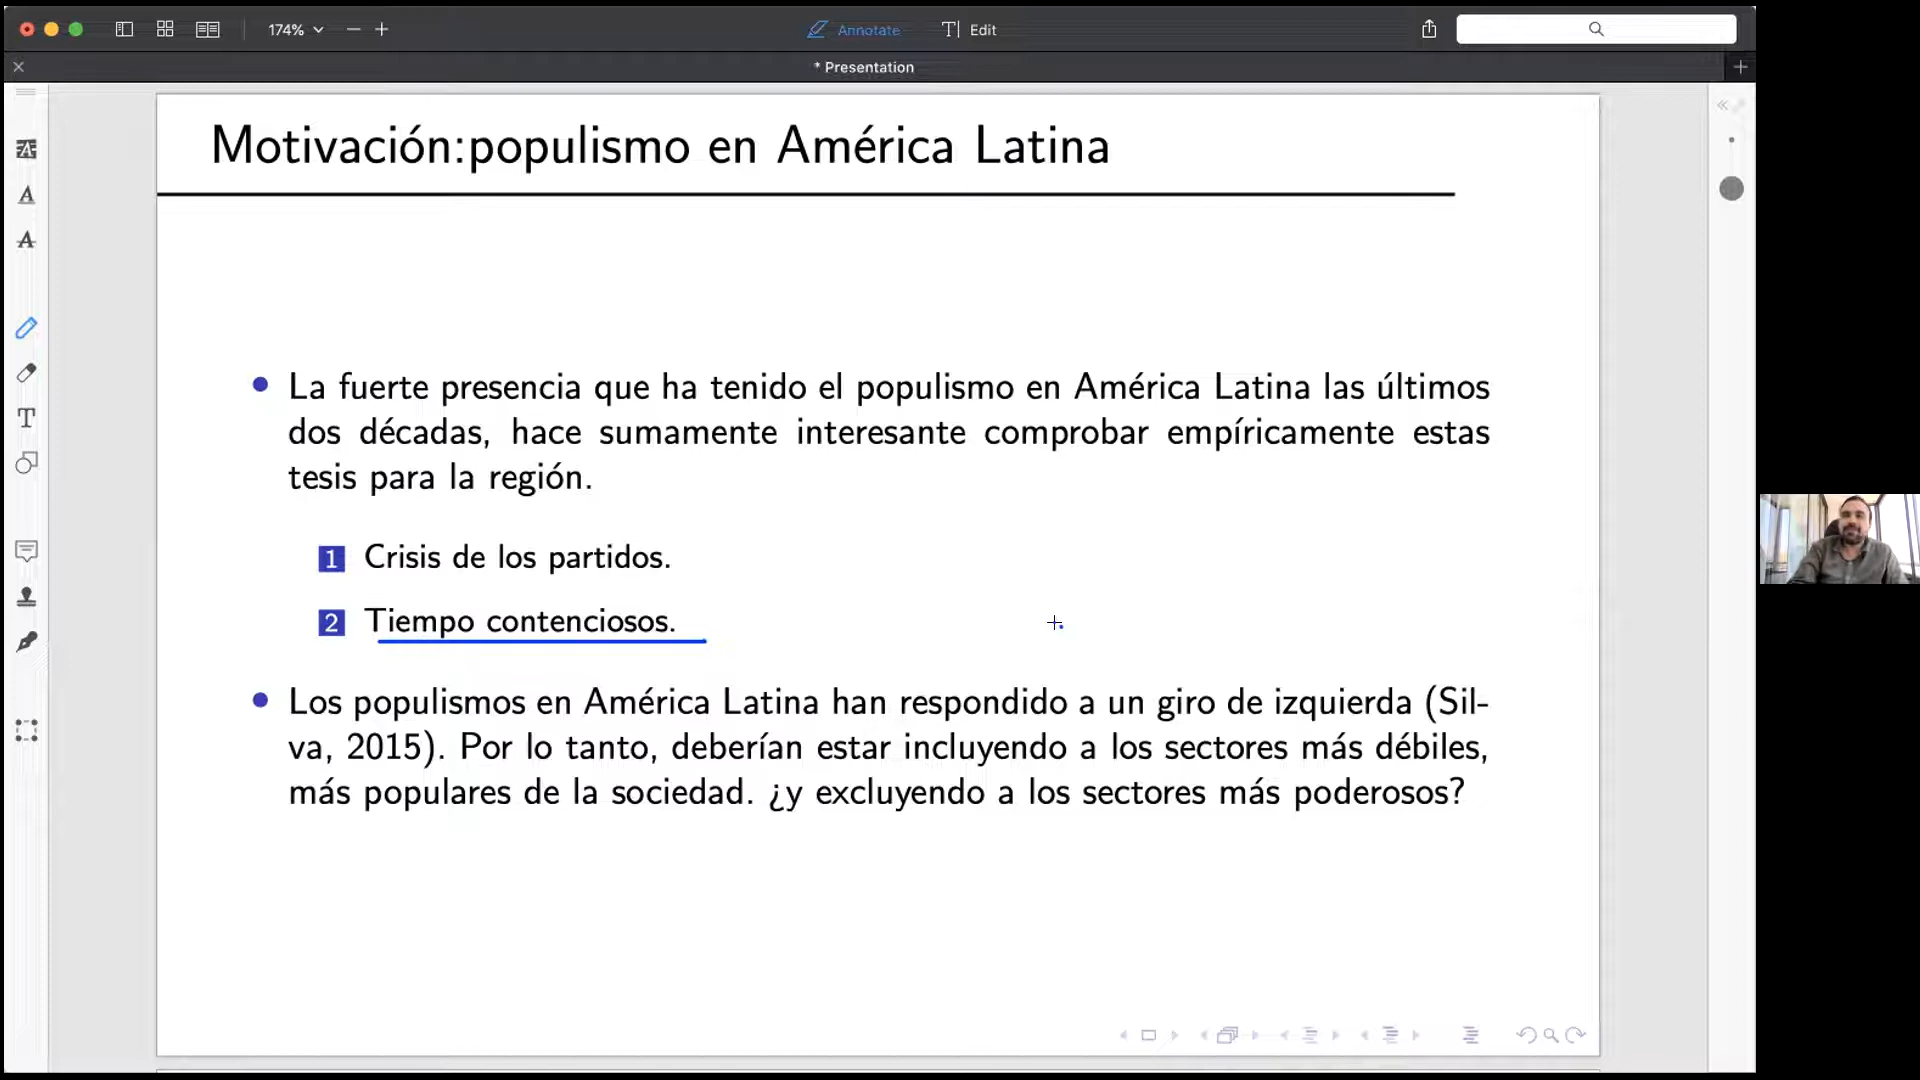 174%
Annotate
T Edit
* Presentation
Motivación:populismo en América Latina
La fuerte presencia que ha tenido el populismo en América Latina las últimos
dos décadas, hace sumamente interesante comprobar empíricamente estas
tesis para la región.
1 Crisis de los partidos.
2 Tiempo contenciosos.
Los populismos en América Latina han respondido a un giro de izquierda (Sil-
va, 2015). Por lo tanto, deberían estar incluyendo a los sectores más débiles,
más populares de la sociedad. ¿y excluyendo a los sectores más poderosos?